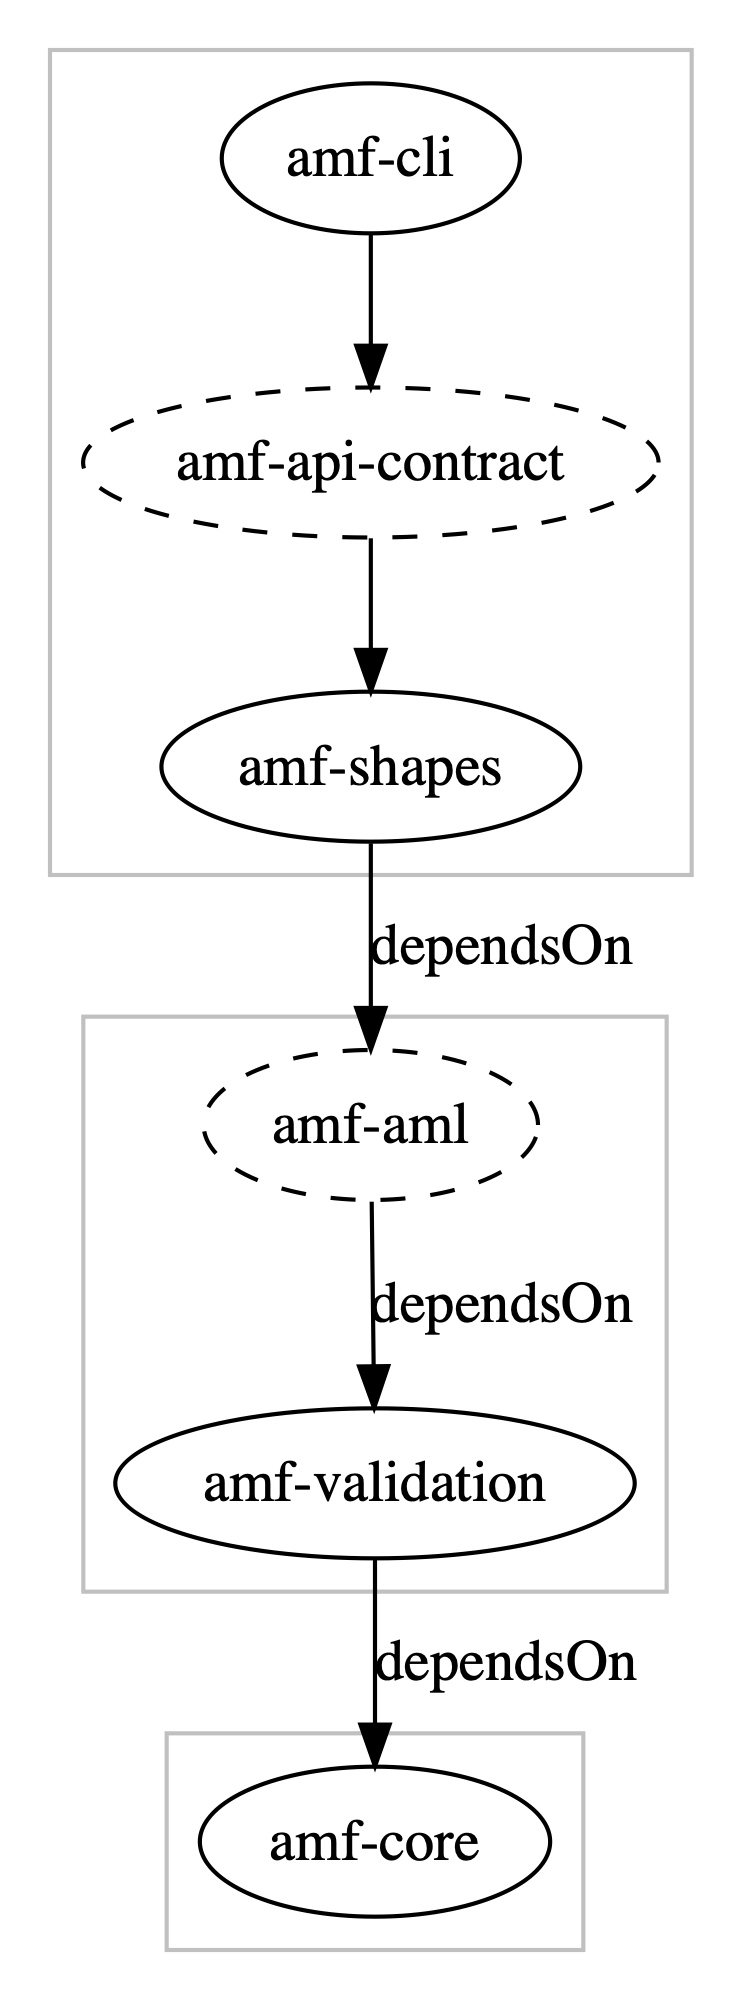 amf-cli
amf-api-contract
amf-shapes
dependsOn
amf-aml
dependsOn
amf-validation
dependsOn
amf-core